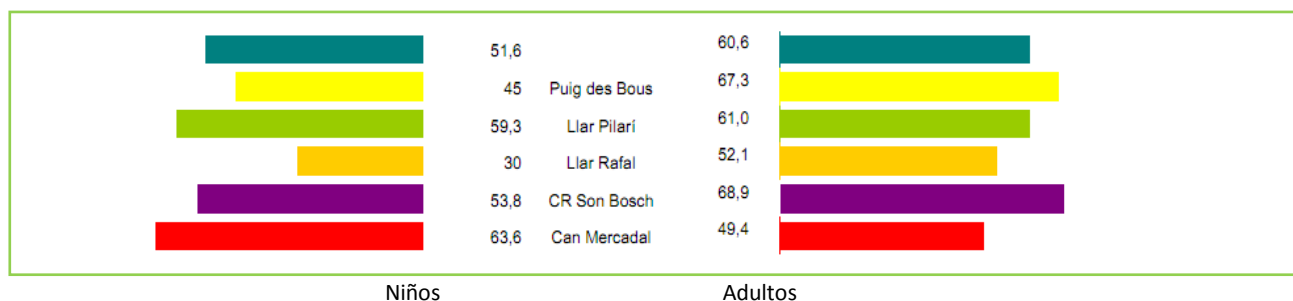 51,6 60,6
45 Puig des Bous 67,3
59,3 Llar Pilarí 61,0
30 Llar Rafal 52,1
53,8 CR Son Bosch 68,9
63,6 Can Mercadal 49,4
Niños Adultos